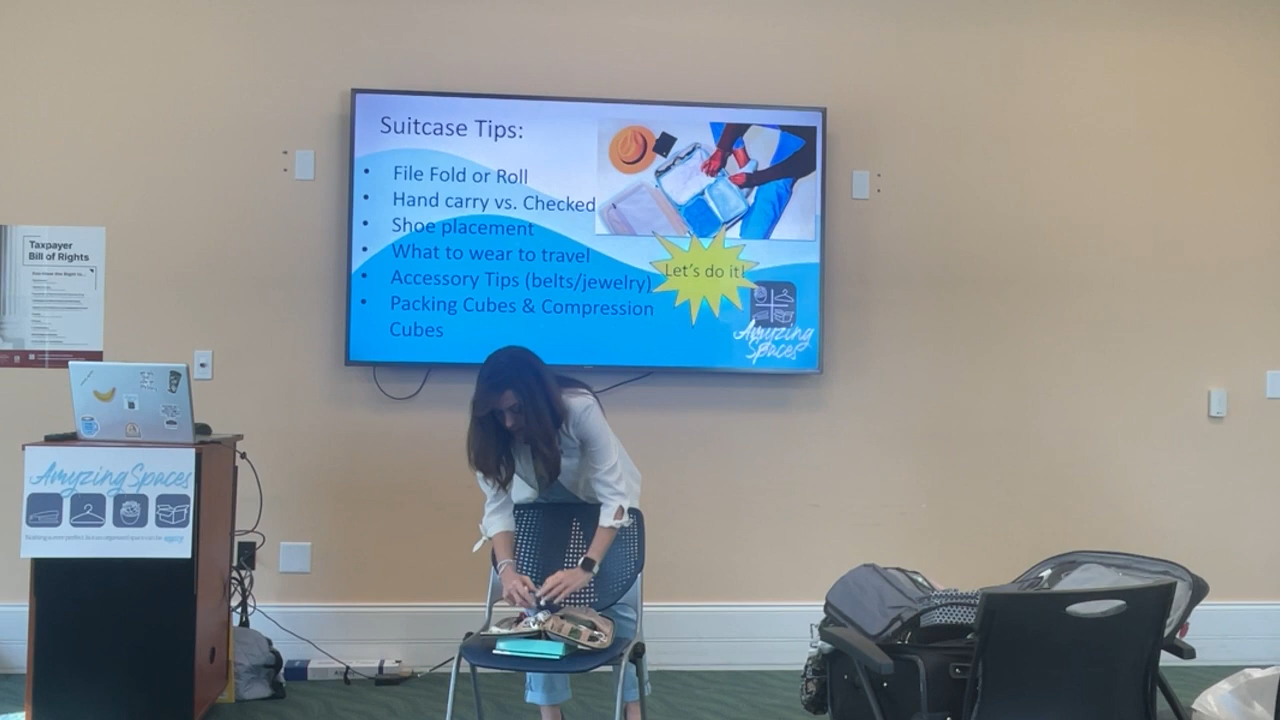 Suitcase Tips:
• File Fold or Roll
• Hand carry vs. Checked
• Shoe placement
• What to wear to travel
• Accessory Tips (belts/jewelry)
• Packing Cubes & Compression
Cubes
Let's do it!
Amyzing
Spaces
Taxpayer
Bill of Rights
Amyzing Spaces